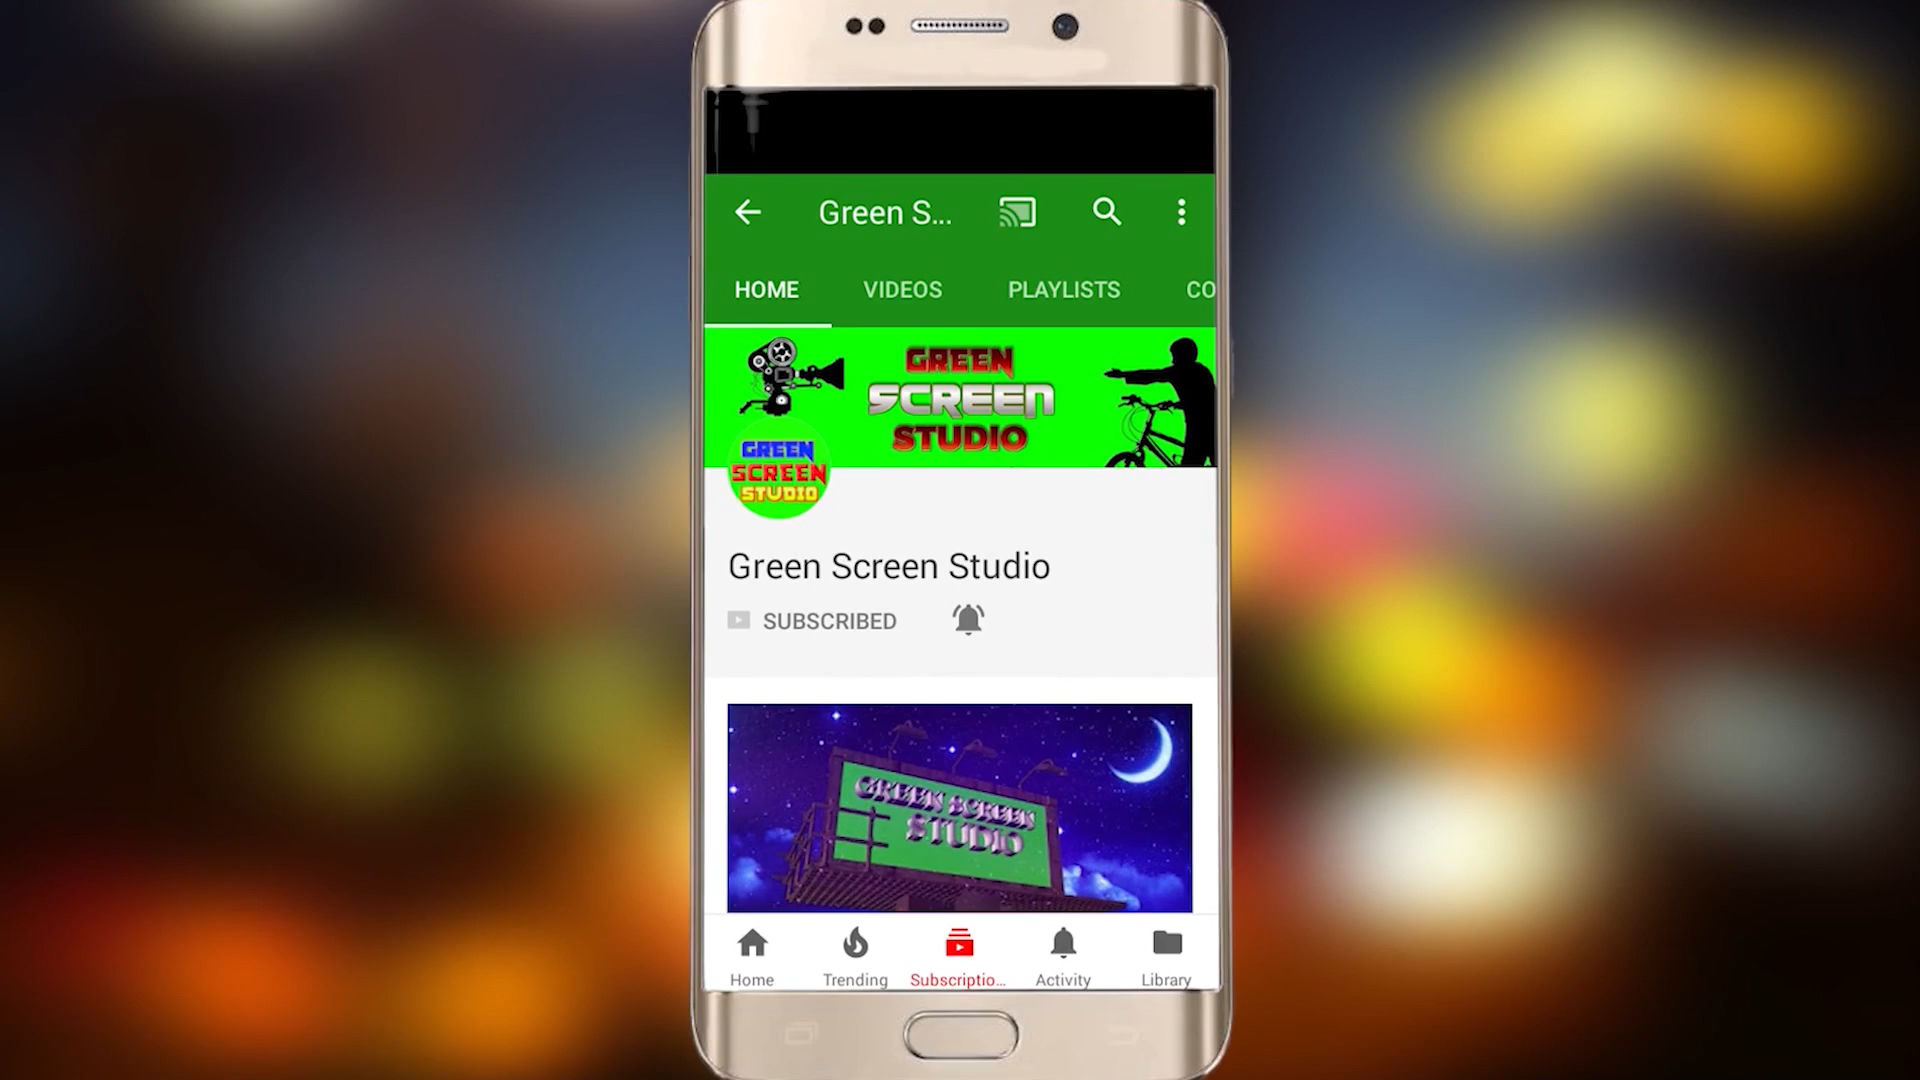 Green S...
HOME VIDEOS PLAYLISTS CO
GREEN
SCREEN
STUDIO
GREEN
SCREEN
STUDIO
Green Screen Studio
SUBSCRIBED
GREEN SCREEN
STUDIO
Home Trending Subscriptio... Activity Library